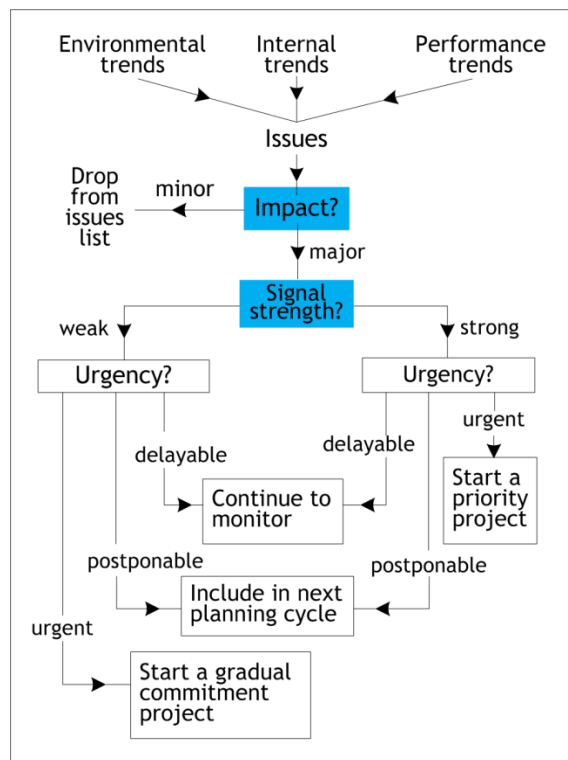 Environmental
trends
Internal
trends
Performance
trends
Issues
Drop
from
issues
list
minor
Impact?
major
Signal
strength?
weak
strong
Urgency?
Urgency?
urgent
delayable
delayable
Continue to
monitor
Start a
priority
project
postponable
postponable
Include in next
planning cycle
urgent
Start a gradual
commitment
project